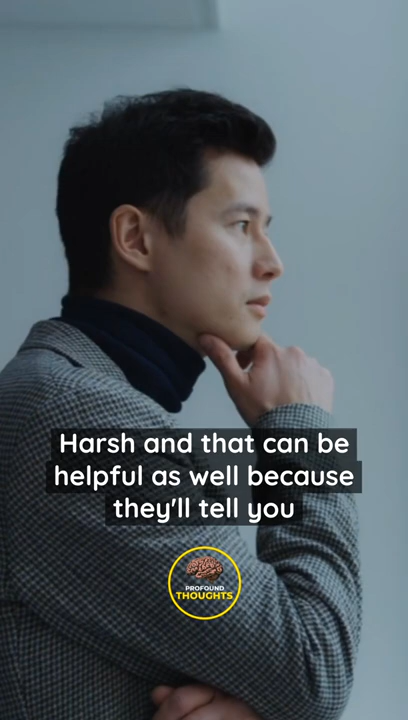 Harsh and that can be
helpful as well because
they'll tell you
PROFOUND
THOUGHTS